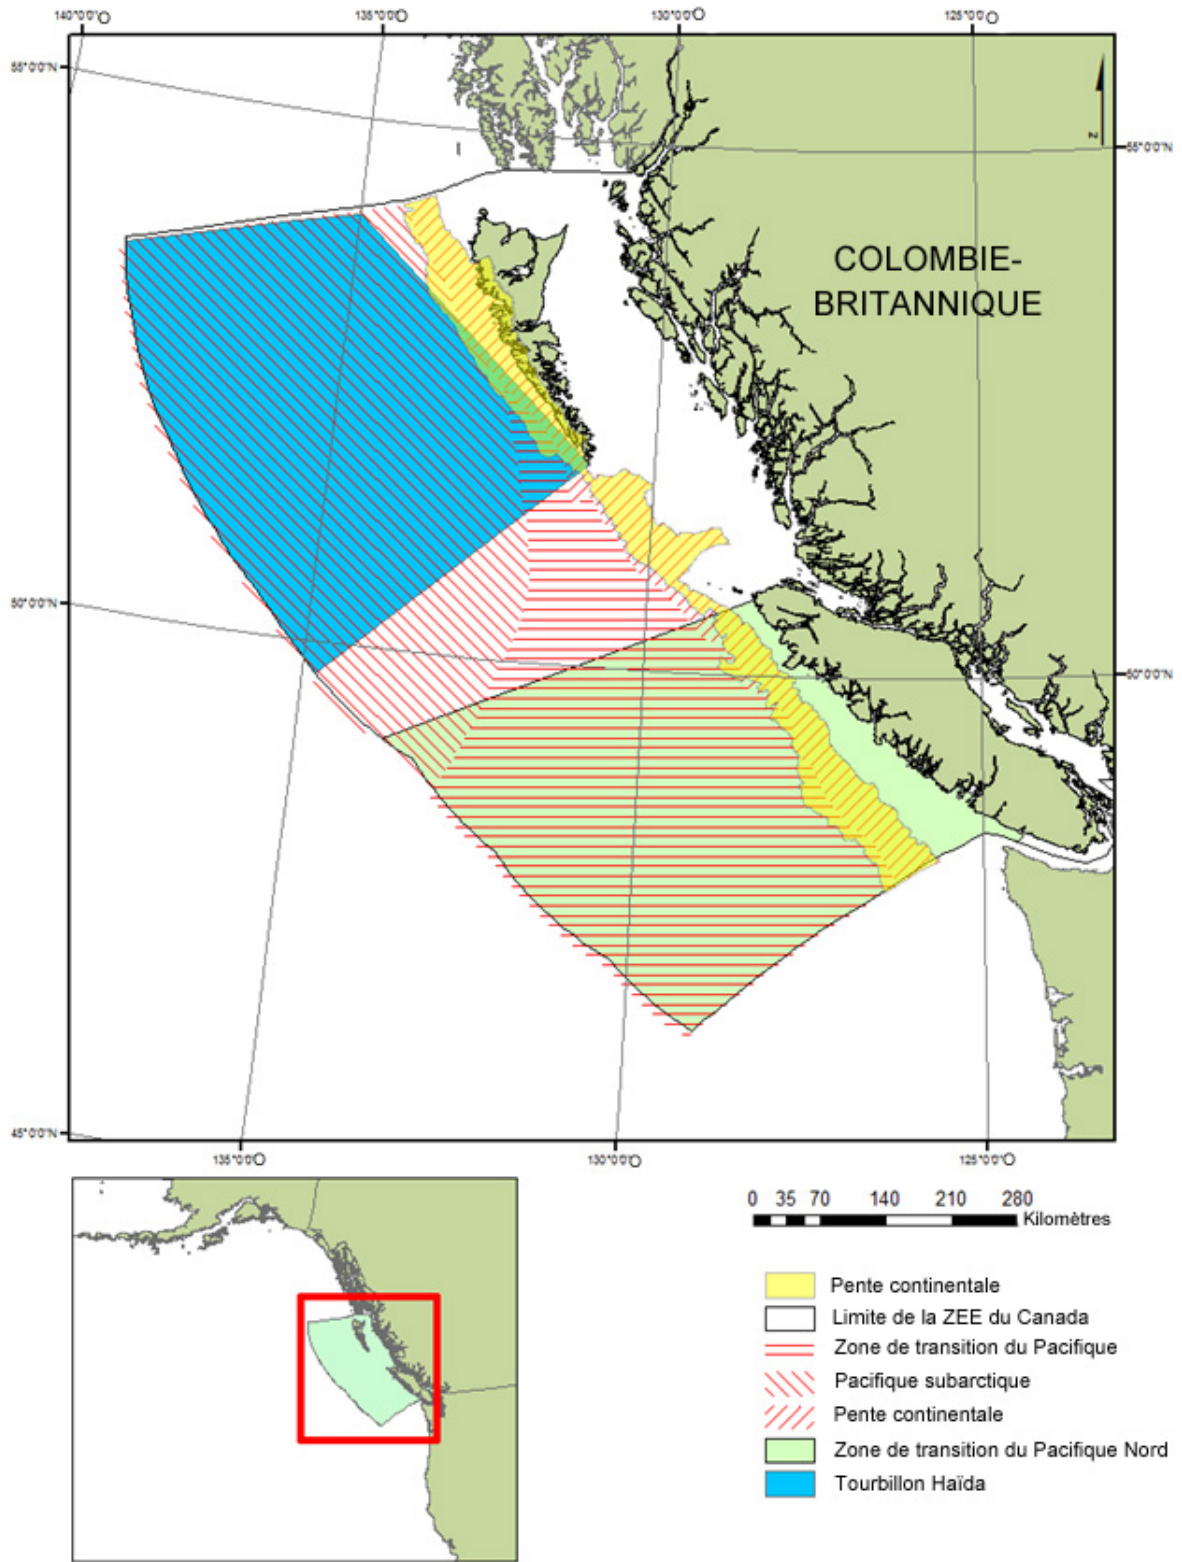 140°0'0"O 135°0'0"O 130°0'0"O 125°0'0"O
55°0'0"N
N
55°0'0"N
COLOMBIE-
BRITANNIQUE
50°0'0"N
50°0'0"N
45°0'0"N
135°0'0"O 130°0'0"O 125°0'0"O
0 35 70 140 210 280
Kilomètres
Pente continentale
Limite de la ZEE du Canada
Zone de transition du Pacifique
Pacifique subarctique
Pente continentale
Zone de transition du Pacifique Nord
Tourbillon Haïda